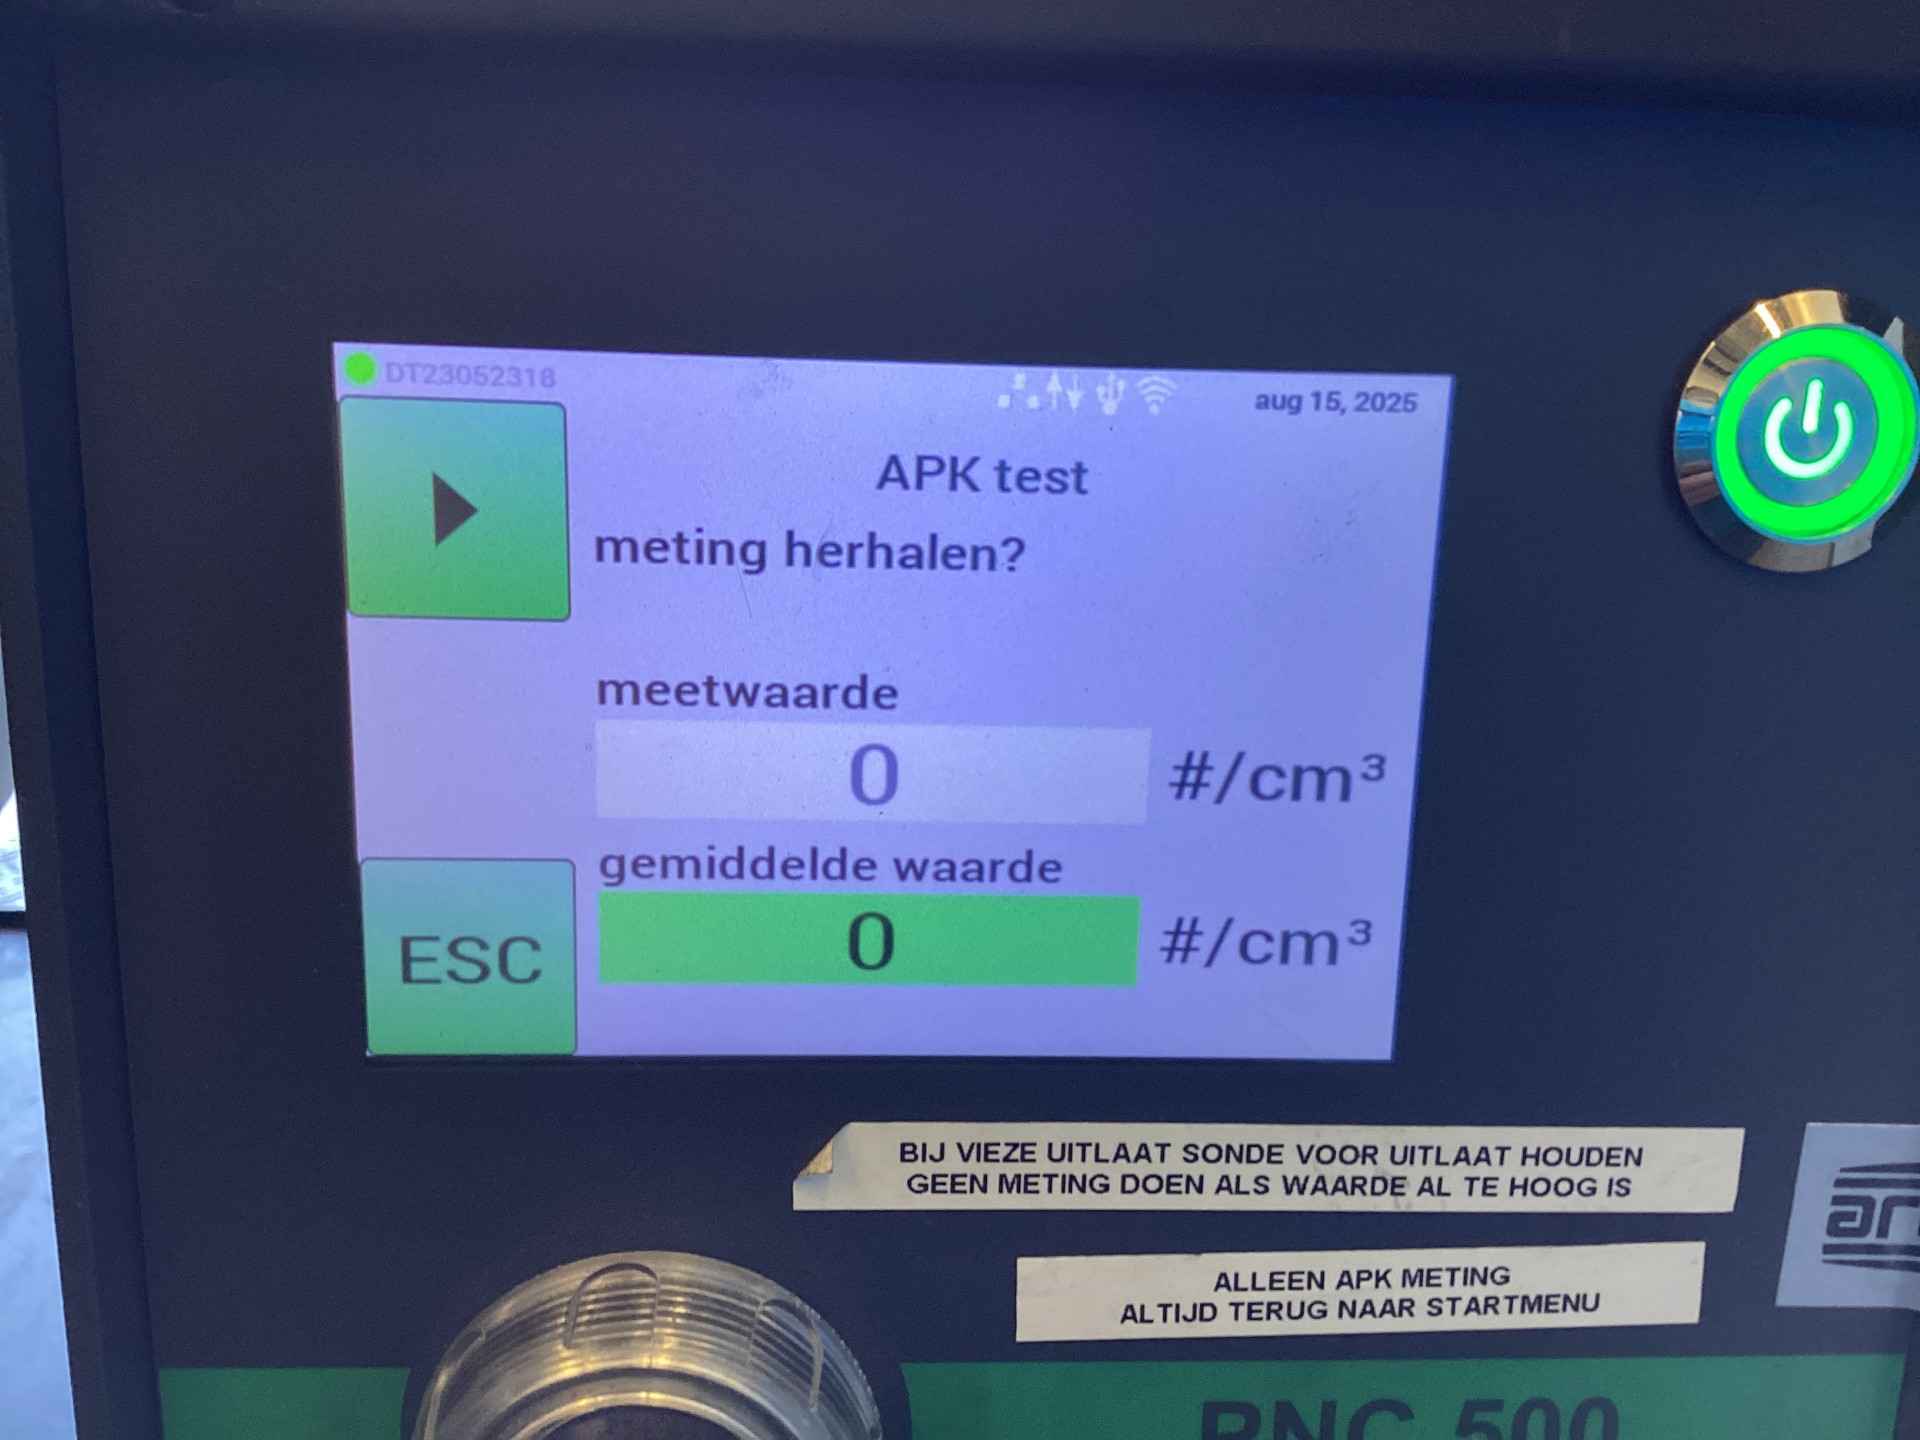 DT23052318
aug 15, 2025
APK test
meting herhalen?
meetwaarde
0 #/cm³
gemiddelde waarde
0 #/cm³
ESC
BIJ VIEZE UITLAAT SONDE VOOR UITLAAT HOUDEN
GEEN METING DOEN ALS WAARDE AL TE HOOG IS
ALLEEN APK METING
ALTIJD TERUG NAAR STARTMENU
500